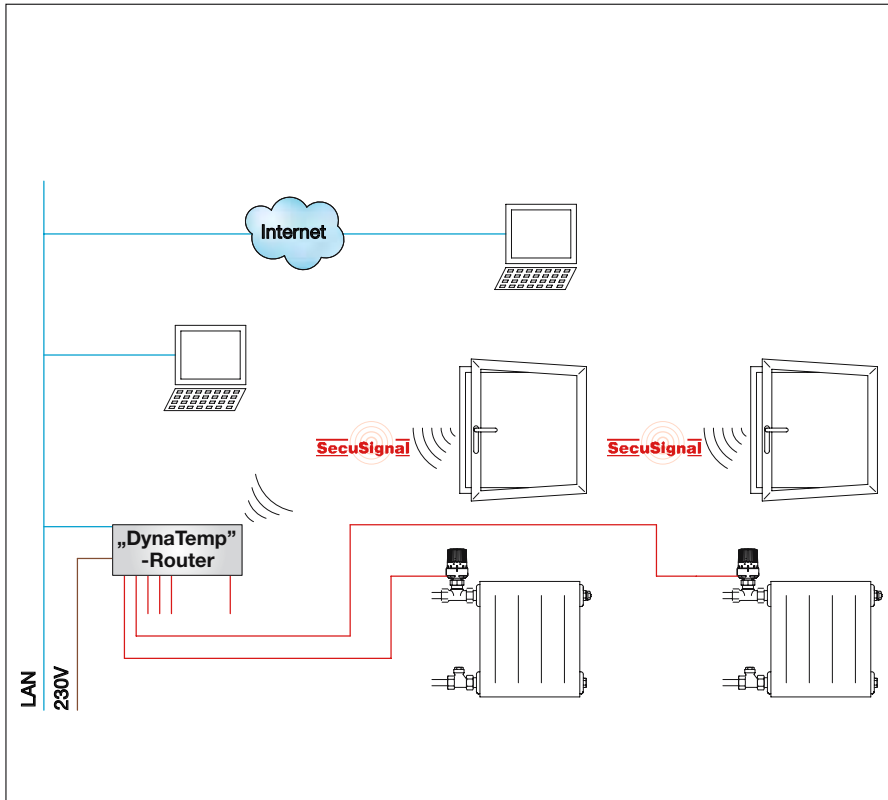 Internet
SecuSignal
SecuSignal
„DynaTemp”
-Router
LAN
230V